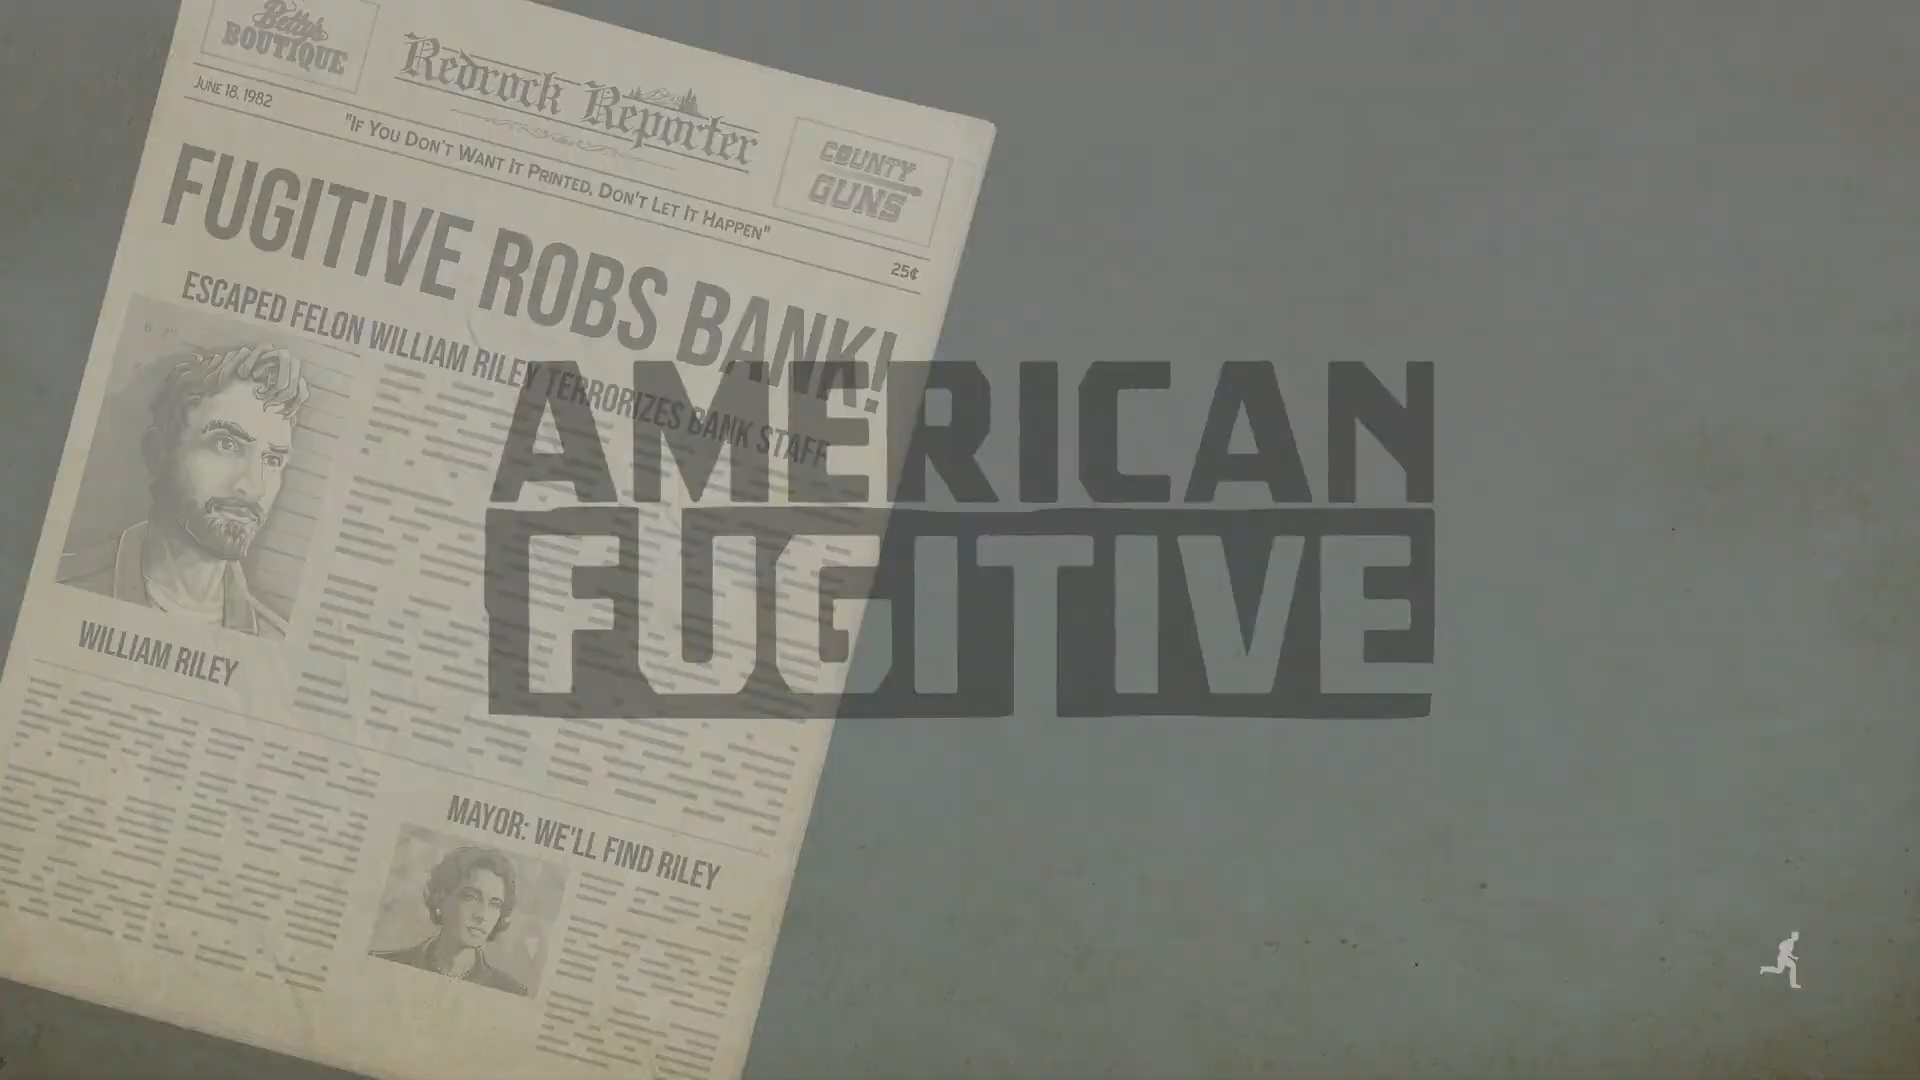 Betty's
BOUTIQUE
Redrock Reporter
COUNTY
GUNS
JUNE 18, 1982
"IF YOU DON'T WANT IT PRINTED, DON'T LET IT HAPPEN"
25¢
FUGITIVE ROBS BANK!
ESCAPED FELON WILLIAM RILEY TERRORIZES BANK STAFF
WILLIAM RILEY
MAYOR: WE'LL FIND RILEY
AMERICAN
FUGITIVE